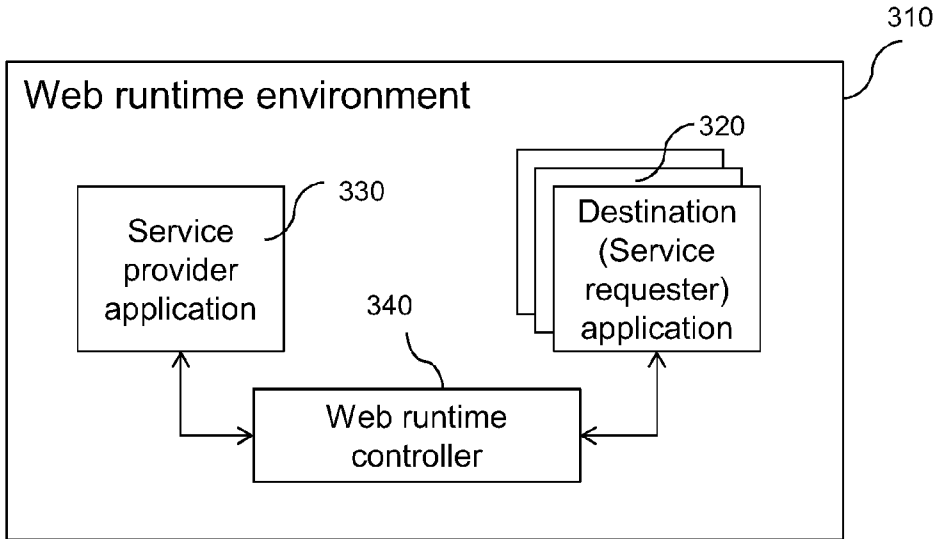 310
Web runtime environment
320
330
Service
provider
application
Destination
(Service
requester)
application
340
Web runtime
controller